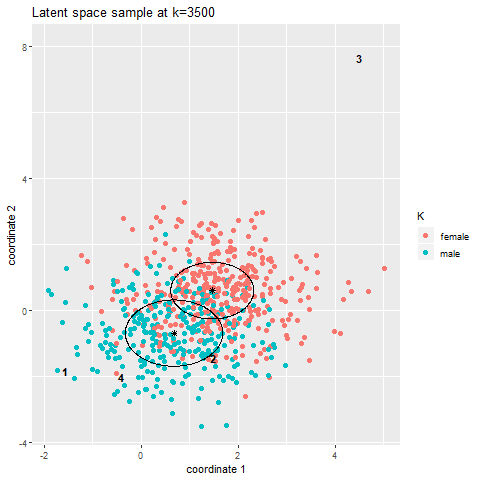 Latent space sample at k=3500
3
8
4
0
-4
1
4
2
-2
0
2
4
coordinate 1
coordinate 2
K
female
male